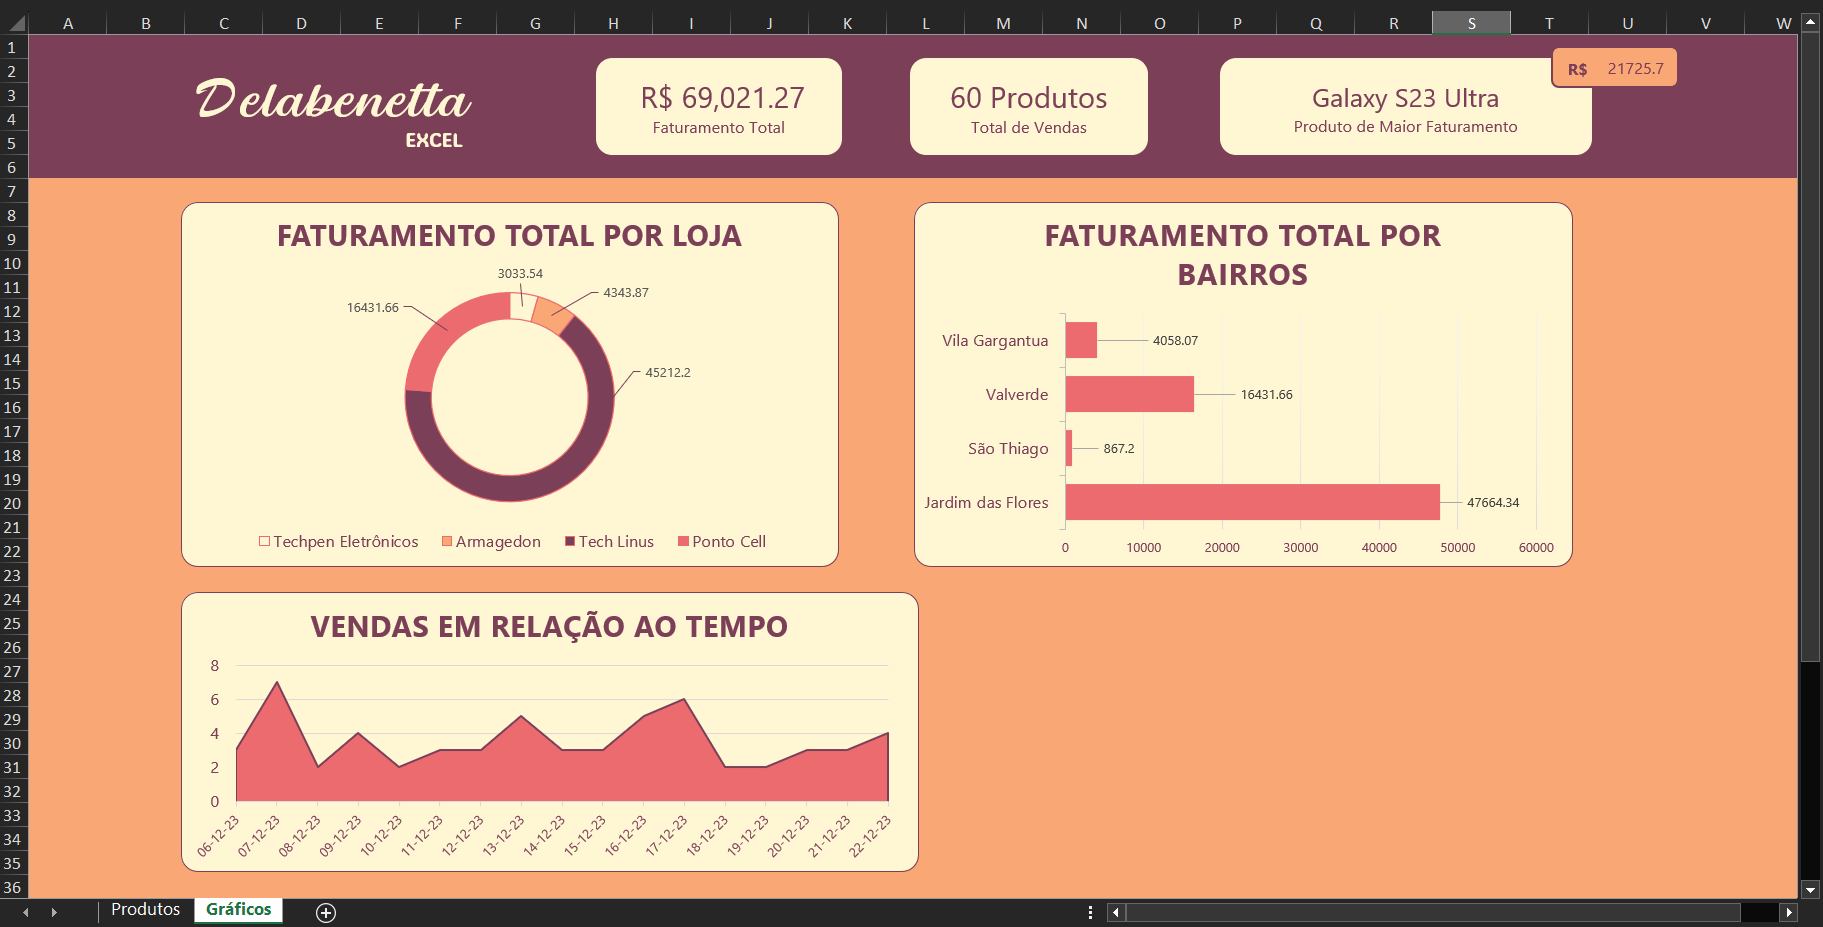 A B C D E F G H I J K L M N O P Q R S T U V W
1
2
3
4
5
6
7
8
9
10
11
12
13
14
15
16
17
18
19
20
21
22
23
24
25
26
27
28
29
30
31
32
33
34
35
36
Delabenetta
EXCEL
R$ 69,021.27
Faturamento Total
60 Produtos
Total de Vendas
Galaxy S23 Ultra
Produto de Maior Faturamento
R$ 21725.7
FATURAMENTO TOTAL POR LOJA
3033.54
4343.87
16431.66
45212.2
Techpen Eletrônicos Armagedon Tech Linus Ponto Cell
FATURAMENTO TOTAL POR
BAIRROS
Vila Gargantua 4058.07
Valverde 16431.66
São Thiago 867.2
Jardim das Flores 47664.34
0 10000 20000 30000 40000 50000 60000
VENDAS EM RELAÇÃO AO TEMPO
8
6
4
2
0
06-12-23 07-12-23 08-12-23 09-12-23 10-12-23 11-12-23 12-12-23 13-12-23 14-12-23 15-12-23 16-12-23 17-12-23 18-12-23 19-12-23 20-12-23 21-12-23 22-12-23
Produtos Gráficos